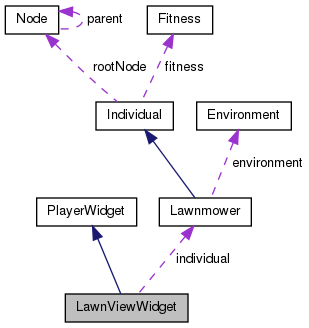 Node
parent
Fitness
rootNode
fitness
Individual
Environment
environment
PlayerWidget
Lawnmower
individual
LawnViewWidget